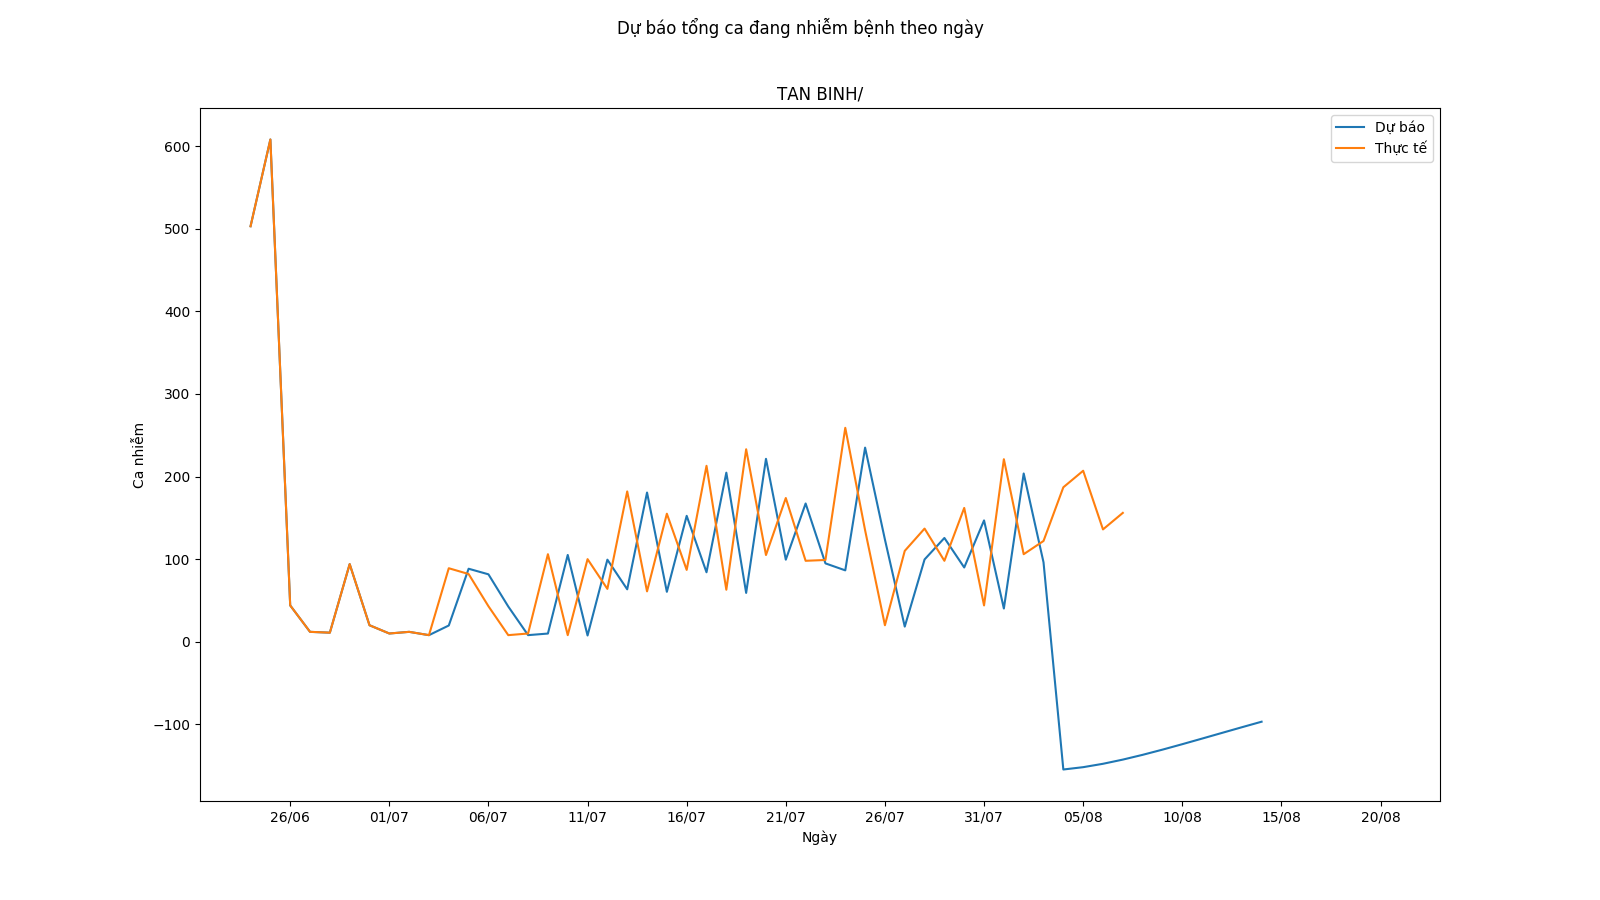 Dự báo tổng ca đang nhiễm bệnh theo ngày
TAN BINH/
Dự báo
Thực tế
600
500
400
300
200
100
0
−100
Ca nhiễm
26/06 01/07 06/07 11/07 16/07 21/07 26/07 31/07 05/08 10/08 15/08 20/08
Ngày